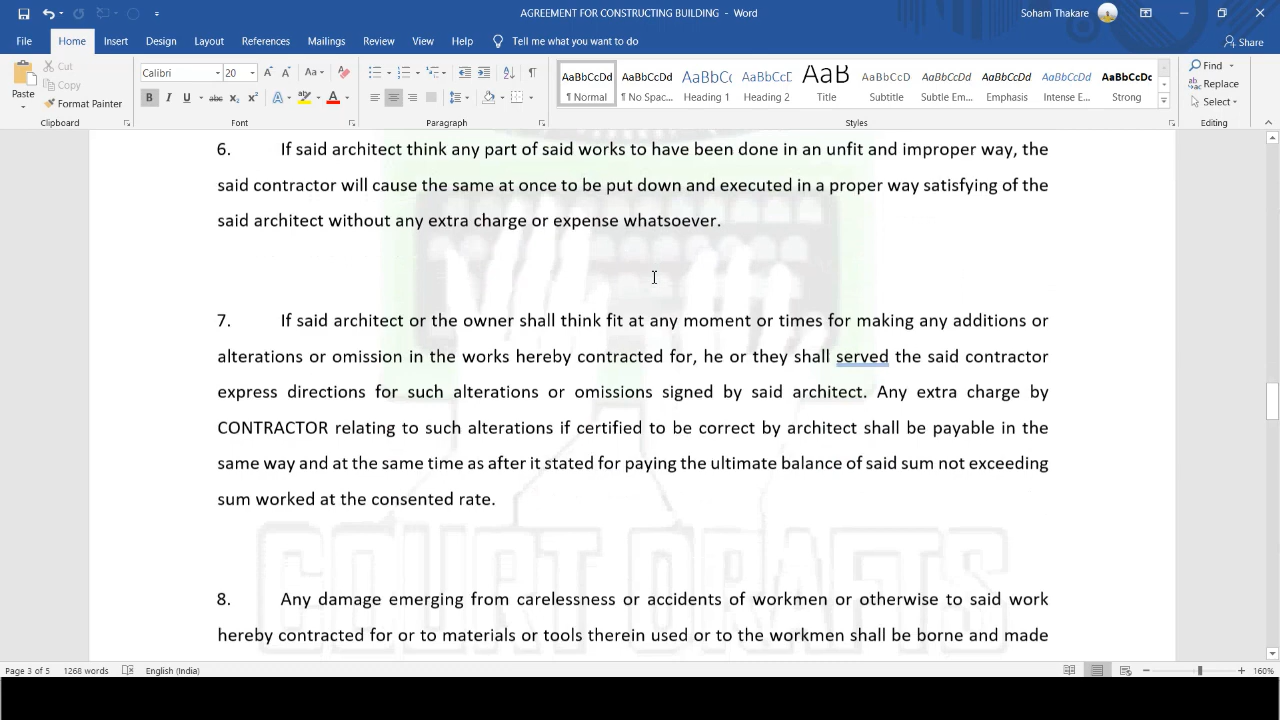 AGREEMENT FOR CONSTRUCTING BUILDING - Word
Soham Thakare
File Home Insert Design Layout References Mailings Review View Help Tell me what you want to do
Share
Paste
Cut
Copy
Format Painter
Clipboard
Calibri 20
Font
Paragraph
AaBbCcDd AaBbCcDd AaBbC AaBbCcE AaB AaBbCcD AaBbCcDd AaBbCcDd AaBbCcDd AaBbCcDc
¶ Normal ¶ No Spac... Heading 1 Heading 2 Title Subtitle Subtle Em... Emphasis Intense E... Strong
Styles
Find
Replace
Select
Editing
6. If said architect think any part of said works to have been done in an unfit and improper way, the
said contractor will cause the same at once to be put down and executed in a proper way satisfying of the
said architect without any extra charge or expense whatsoever.
7. If said architect or the owner shall think fit at any moment or times for making any additions or
alterations or omission in the works hereby contracted for, he or they shall served the said contractor
express directions for such alterations or omissions signed by said architect. Any extra charge by
CONTRACTOR relating to such alterations if certified to be correct by architect shall be payable in the
same way and at the same time as after it stated for paying the ultimate balance of said sum not exceeding
sum worked at the consented rate.
COURT DRAFTS
8. Any damage emerging from carelessness or accidents of workmen or otherwise to said work
hereby contracted for or to materials or tools therein used or to the workmen shall be borne and made
Page 3 of 5 1268 words English (India) 160%